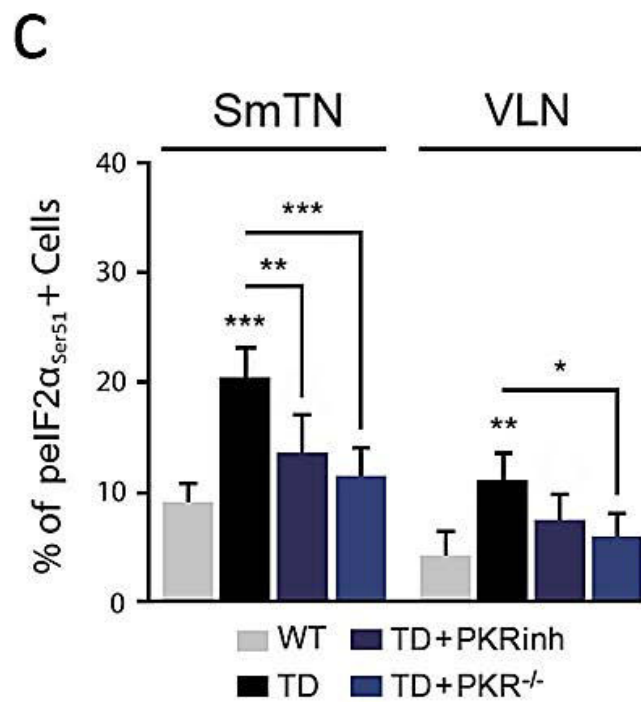 C
SmTN VLN
% of peIF2αSer51+ Cells
40
30
20
10
0
***
**
***
*
**
WT TD+PKRinh
TD TD+PKR-/-